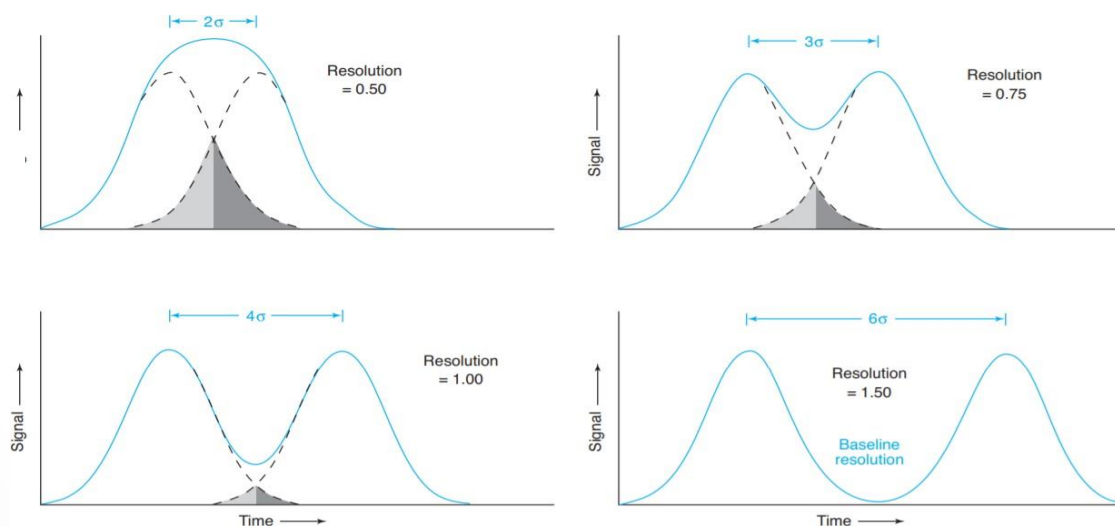 2σ
Resolution
= 0.50
3σ
Resolution
= 0.75
Signal
4σ
Resolution
= 1.00
Signal
Time
6σ
Resolution
= 1.50
Baseline
resolution
Signal
Time